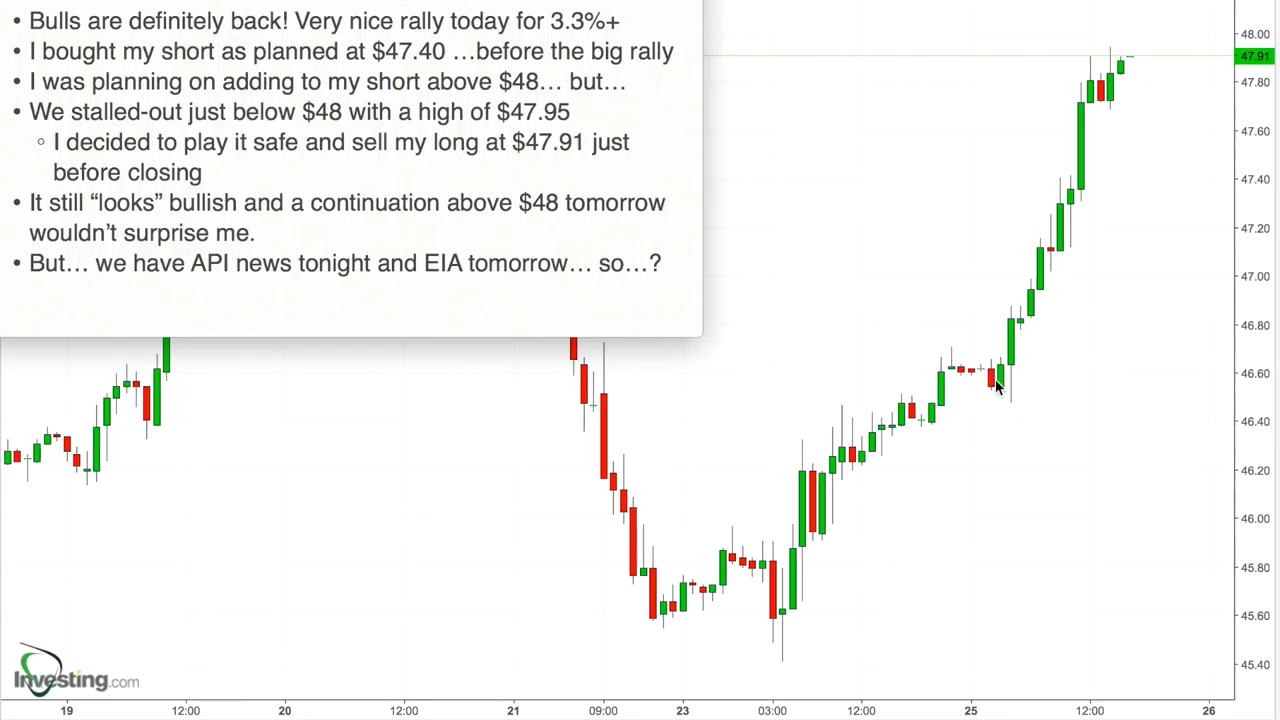 • Bulls are definitely back! Very nice rally today for 3.3%+
• I bought my short as planned at $47.40 …before the big rally
• I was planning on adding to my short above $48… but…
• We stalled-out just below $48 with a high of $47.95
◦ I decided to play it safe and sell my long at $47.91 just
before closing
• It still “looks” bullish and a continuation above $48 tomorrow
wouldn’t surprise me.
• But… we have API news tonight and EIA tomorrow… so…?
48.00
47.91
47.80
47.60
47.40
47.20
47.00
46.80
46.60
46.40
46.20
46.00
45.80
45.60
45.40
Investing.com
19 12:00 20 12:00 21 09:00 23 03:00 12:00 25 12:00 26